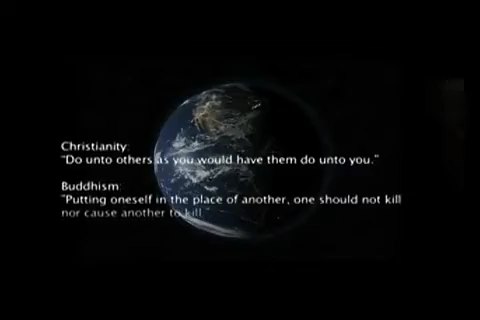 Christianity:
"Do unto others as you would have them do unto you."
Buddhism:
"Putting oneself in the place of another, one should not kill
nor cause another to kill."